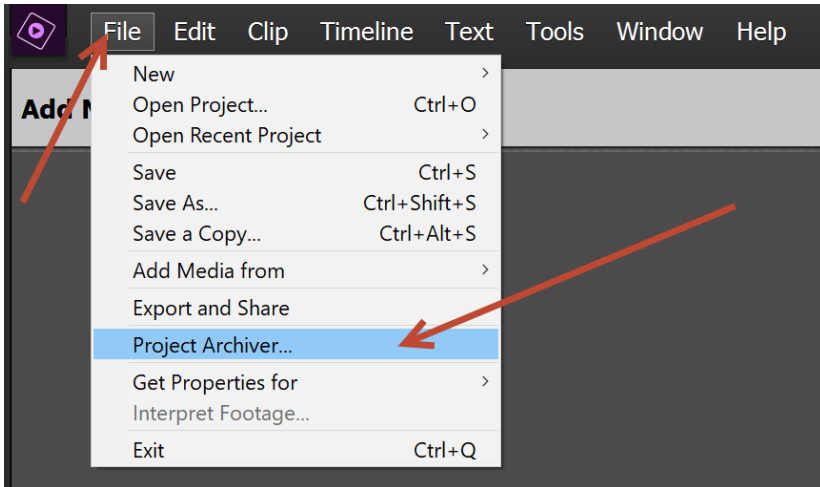 File Edit Clip Timeline Text Tools Window Help
New
Open Project... Ctrl+O
Open Recent Project
Save Ctrl+S
Save As... Ctrl+Shift+S
Save a Copy... Ctrl+Alt+S
Add Media from
Export and Share
Project Archiver...
Get Properties for
Interpret Footage...
Exit Ctrl+Q
Add